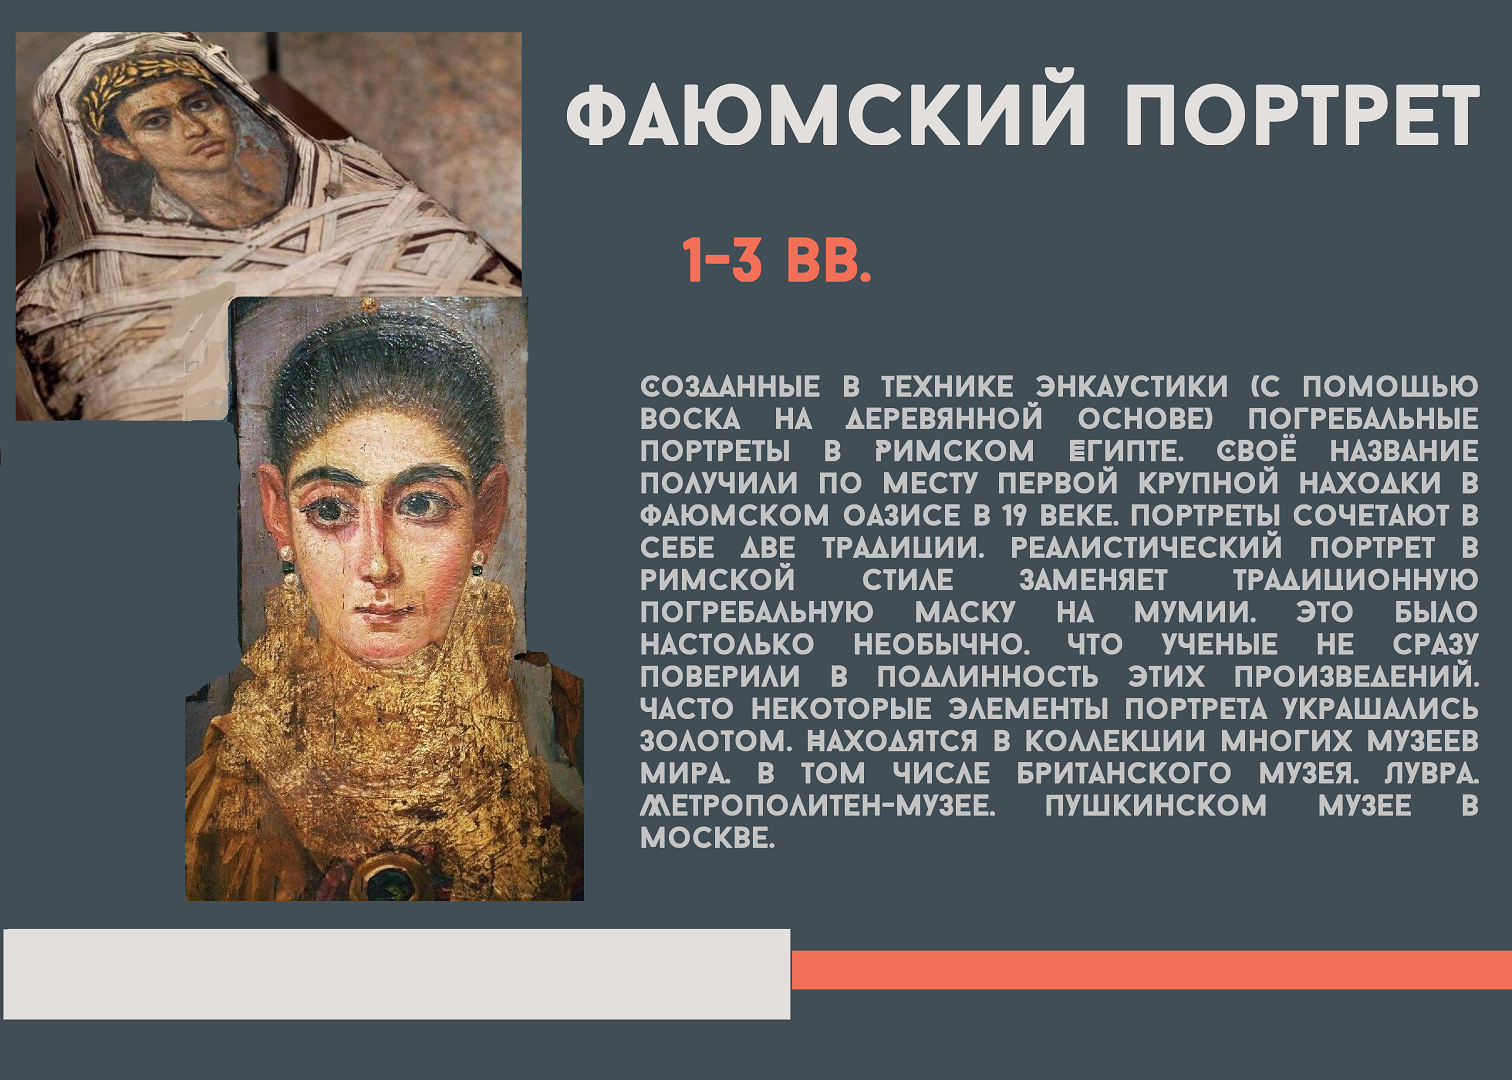 ФАЮМСКИЙ ПОРТРЕТ
1-3 ВВ.
СОЗДАННЫЕ В ТЕХНИКЕ ЭНКАУСТИКИ (С ПОМОЩЬЮ
ВОСКА НА ДЕРЕВЯННОЙ ОСНОВЕ) ПОГРЕБАЛЬНЫЕ
ПОРТРЕТЫ В РИМСКОМ ЕГИПТЕ. СВОЁ НАЗВАНИЕ
ПОЛУЧИЛИ ПО МЕСТУ ПЕРВОЙ КРУПНОЙ НАХОДКИ В
ФАЮМСКОМ ОАЗИСЕ В 19 ВЕКЕ. ПОРТРЕТЫ СОЧЕТАЮТ В
СЕБЕ ДВЕ ТРАДИЦИИ. РЕАЛИСТИЧЕСКИЙ ПОРТРЕТ В
РИМСКОЙ СТИЛЕ ЗАМЕНЯЕТ ТРАДИЦИОННУЮ
ПОГРЕБАЛЬНУЮ МАСКУ НА МУМИИ. ЭТО БЫЛО
НАСТОЛЬКО НЕОБЫЧНО. ЧТО УЧЕНЫЕ НЕ СРАЗУ
ПОВЕРИЛИ В ПОДЛИННОСТЬ ЭТИХ ПРОИЗВЕДЕНИЙ.
ЧАСТО НЕКОТОРЫЕ ЭЛЕМЕНТЫ ПОРТРЕТА УКРАШАЛИСЬ
ЗОЛОТОМ. НАХОДЯТСЯ В КОЛЛЕКЦИИ МНОГИХ МУЗЕЕВ
МИРА. В ТОМ ЧИСЛЕ БРИТАНСКОГО МУЗЕЯ. ЛУВРА.
МЕТРОПОЛИТЕН-МУЗЕЕ. ПУШКИНСКОМ МУЗЕЕ В
МОСКВЕ.